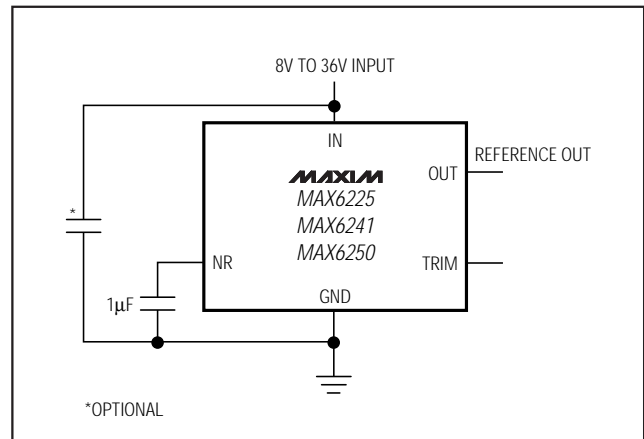 8V TO 36V INPUT
IN
REFERENCE OUT
OUT
MAXIM
MAX6225
MAX6241
MAX6250
*
NR
TRIM
GND
1μF
*OPTIONAL